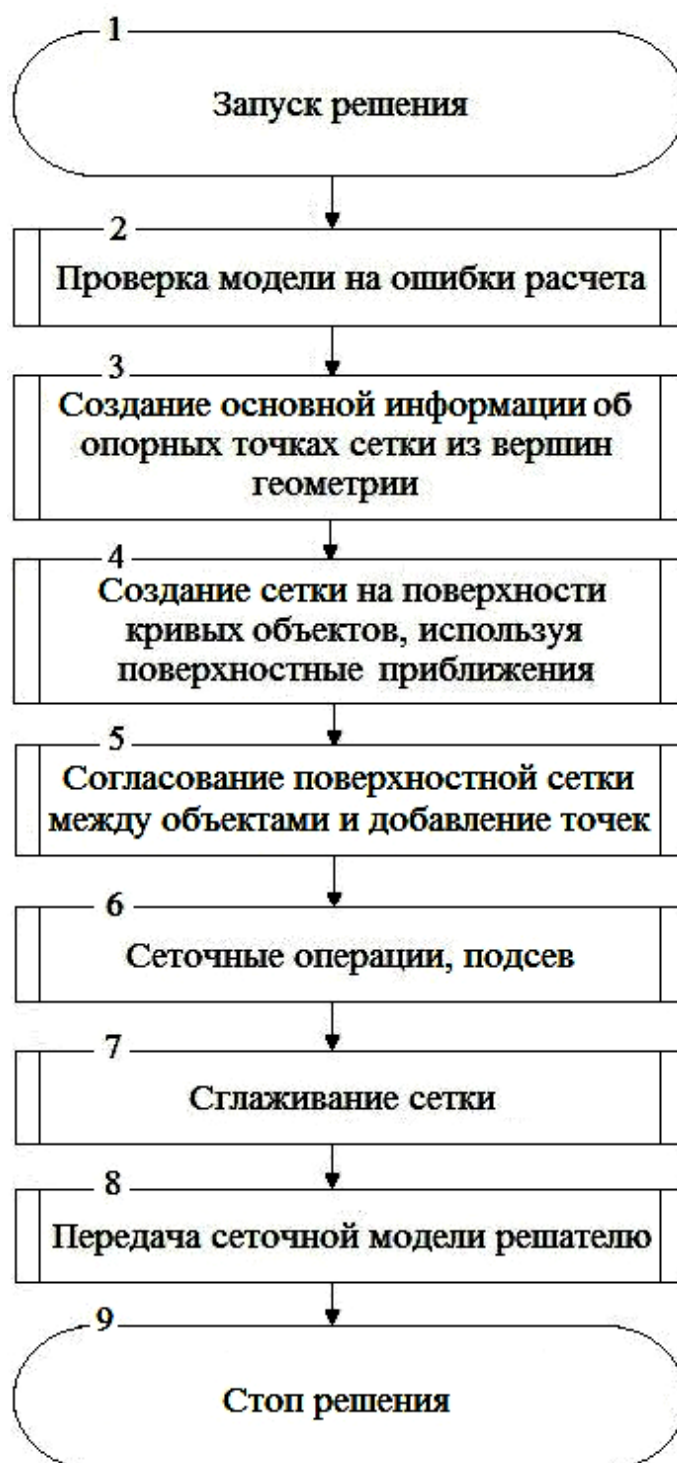 1
Запуск решения
2
Проверка модели на ошибки расчета
3
Создание основной информации об
опорных точках сетки из вершин
геометрии
4
Создание сетки на поверхности
кривых объектов, используя
поверхностные приближения
5
Согласование поверхностной сетки
между объектами и добавление точек
6
Сеточные операции, подсев
7
Сглаживание сетки
8
Передача сеточной модели решателю
9
Стоп решения